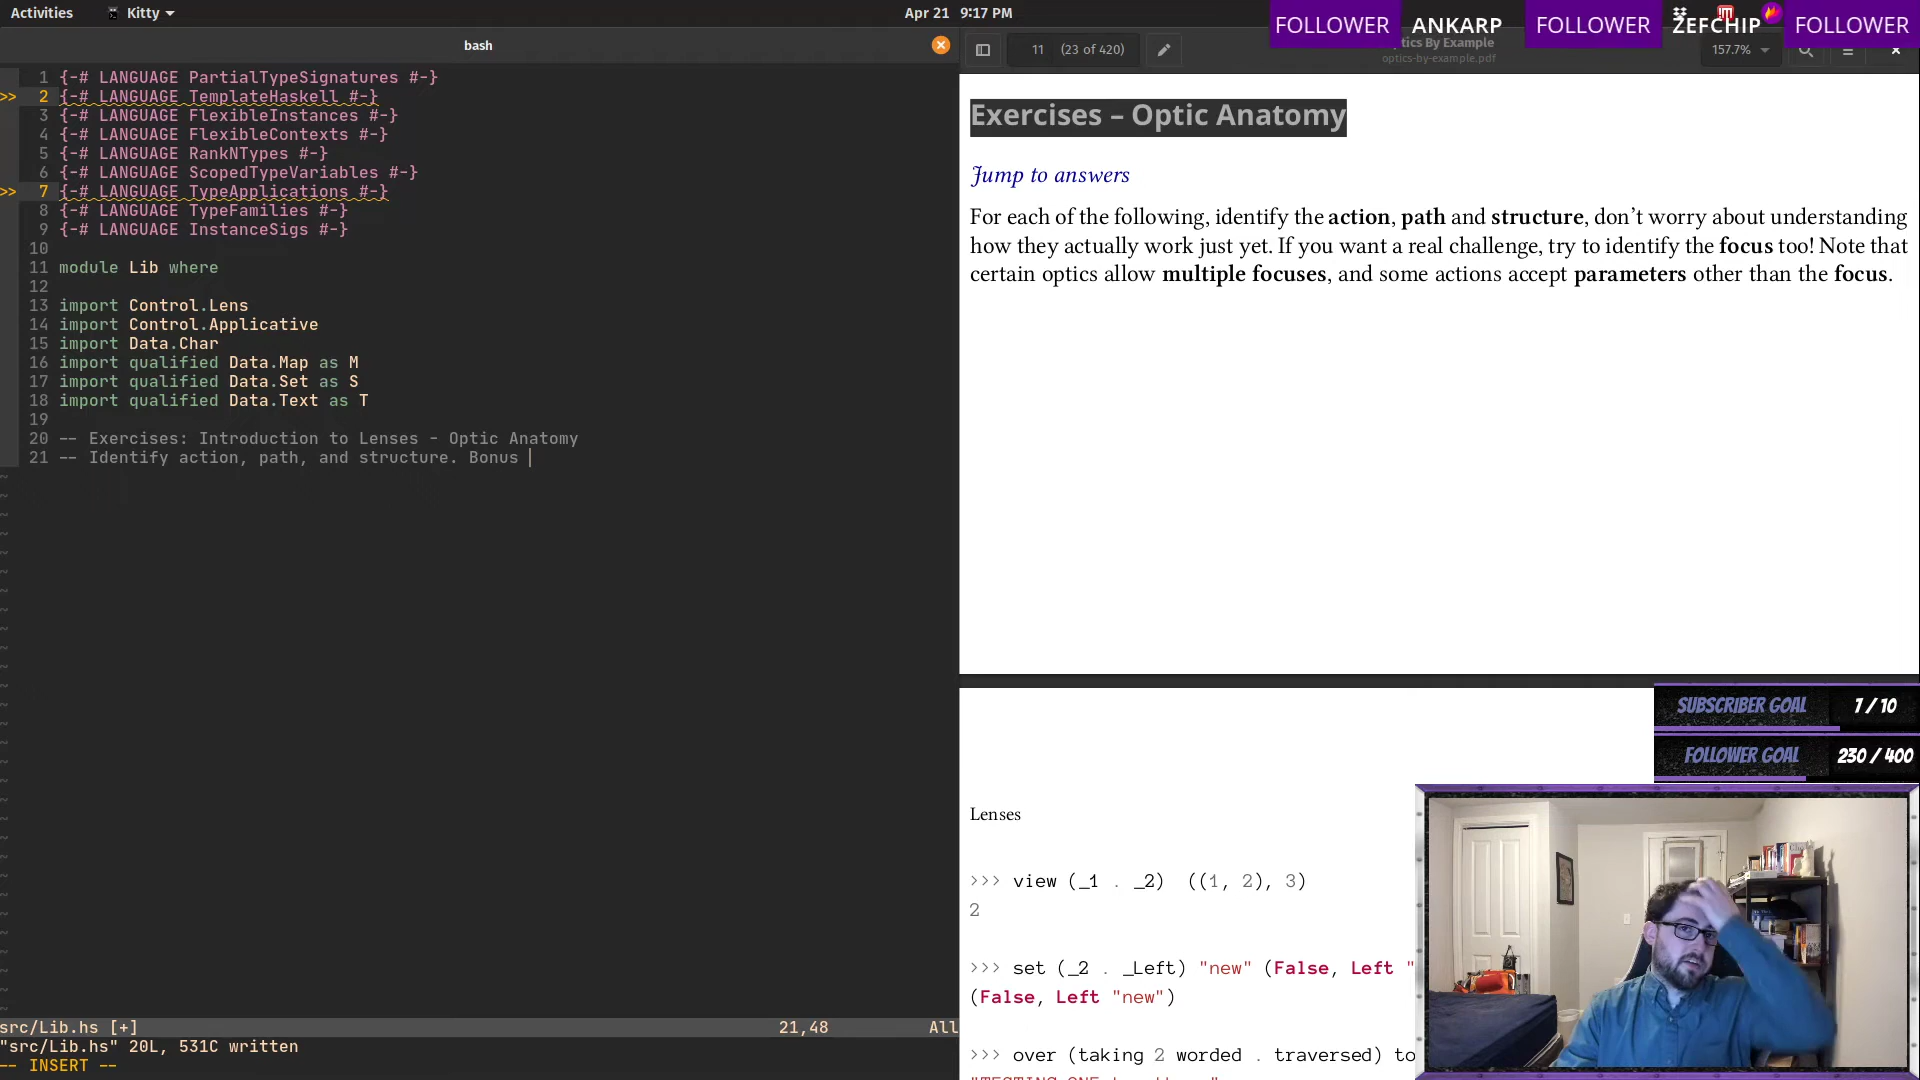 Activities
Kitty
Apr 21 9:17 PM
FOLLOWER ANKARP FOLLOWER ZEFCHIP FOLLOWER
bash
11 (23 of 420)
By Example
optics-by-example.pdf
157.7%
1 {-# LANGUAGE PartialTypeSignatures #-}
>> 2 {-# LANGUAGE TemplateHaskell #-}
3 {-# LANGUAGE FlexibleInstances #-}
4 {-# LANGUAGE FlexibleContexts #-}
5 {-# LANGUAGE RankNTypes #-}
6 {-# LANGUAGE ScopedTypeVariables #-}
>> 7 {-# LANGUAGE TypeApplications #-}
8 {-# LANGUAGE TypeFamilies #-}
9 {-# LANGUAGE InstanceSigs #-}
10
11 module Lib where
12
13 import Control.Lens
14 import Control.Applicative
15 import Data.Char
16 import qualified Data.Map as M
17 import qualified Data.Set as S
18 import qualified Data.Text as T
19
20 -- Exercises: Introduction to Lenses - Optic Anatomy
21 -- Identify action, path, and structure. Bonus
src/Lib.hs [+] 21,48 All
"src/Lib.hs" 20L, 531C written
-- INSERT --
Exercises – Optic Anatomy
Jump to answers
For each of the following, identify the action, path and structure, don’t worry about understanding
how they actually work just yet. If you want a real challenge, try to identify the focus too! Note that
certain optics allow multiple focuses, and some actions accept parameters other than the focus.
Lenses
>>> view (_1 . _2) ((1, 2), 3)
2
>>> set (_2 . _Left) "new" (False, Left "
(False, Left "new")
>>> over (taking 2 worded . traversed) to
SUBSCRIBER GOAL 7 / 10
FOLLOWER GOAL 230 / 400